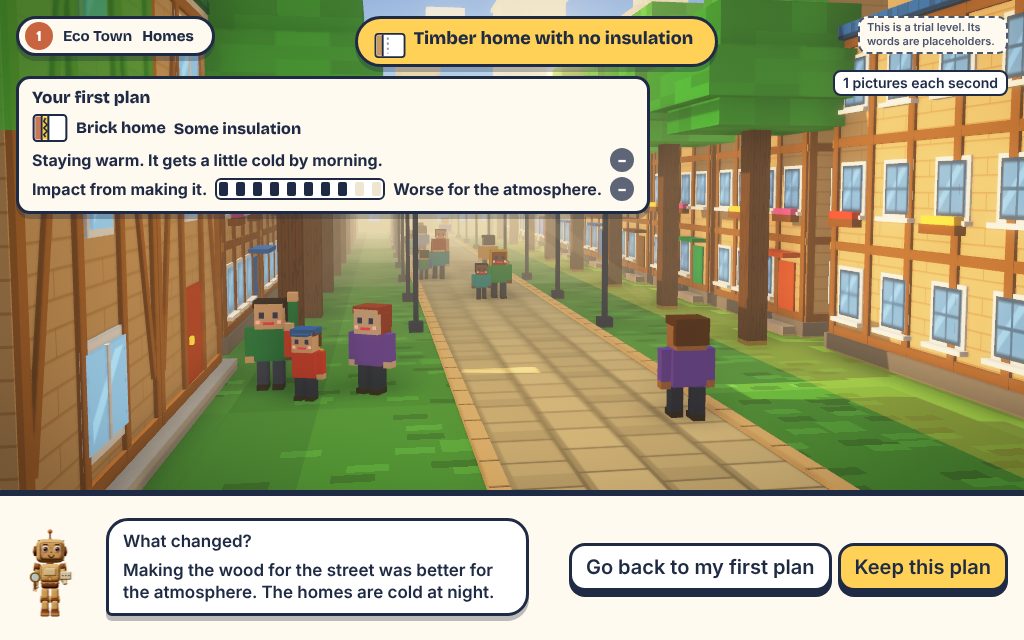 1 Eco Town Homes
Timber home with no insulation
This is a trial level. Its
words are placeholders.
1 pictures each second
Your first plan
Brick home Some insulation
Staying warm. It gets a little cold by morning.
Impact from making it. Worse for the atmosphere.
What changed?
Making the wood for the street was better for
the atmosphere. The homes are cold at night.
Go back to my first plan
Keep this plan